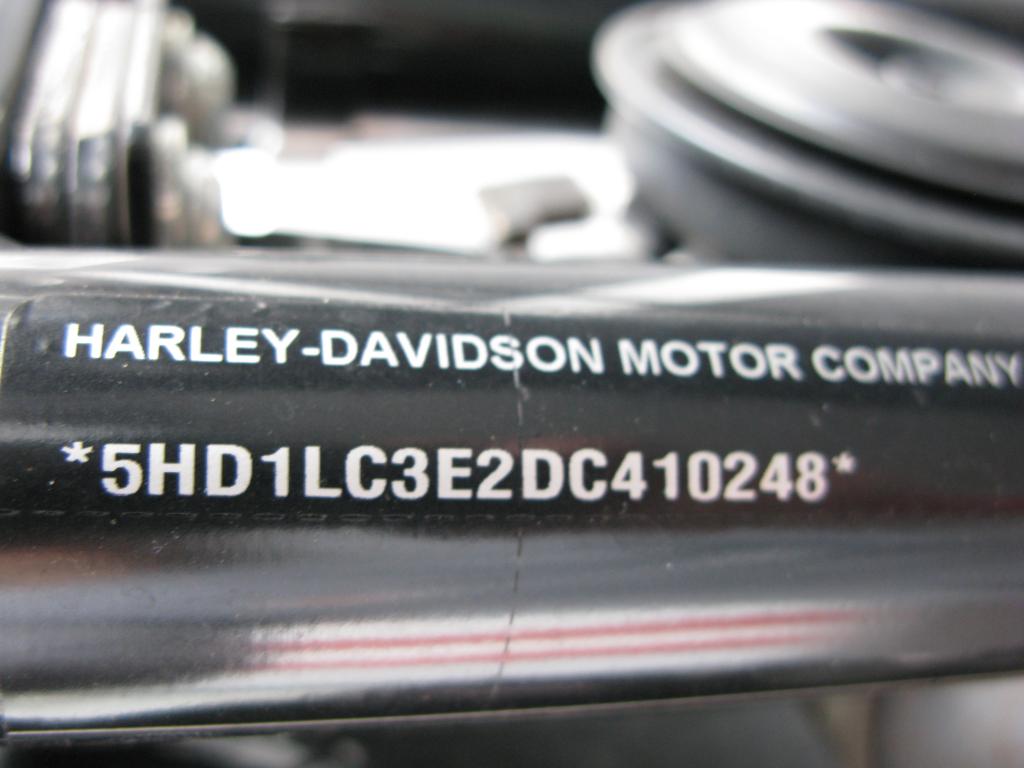 HARLEY-DAVIDSON MOTOR COMPANY
*5HD1LC3E2DC410248*